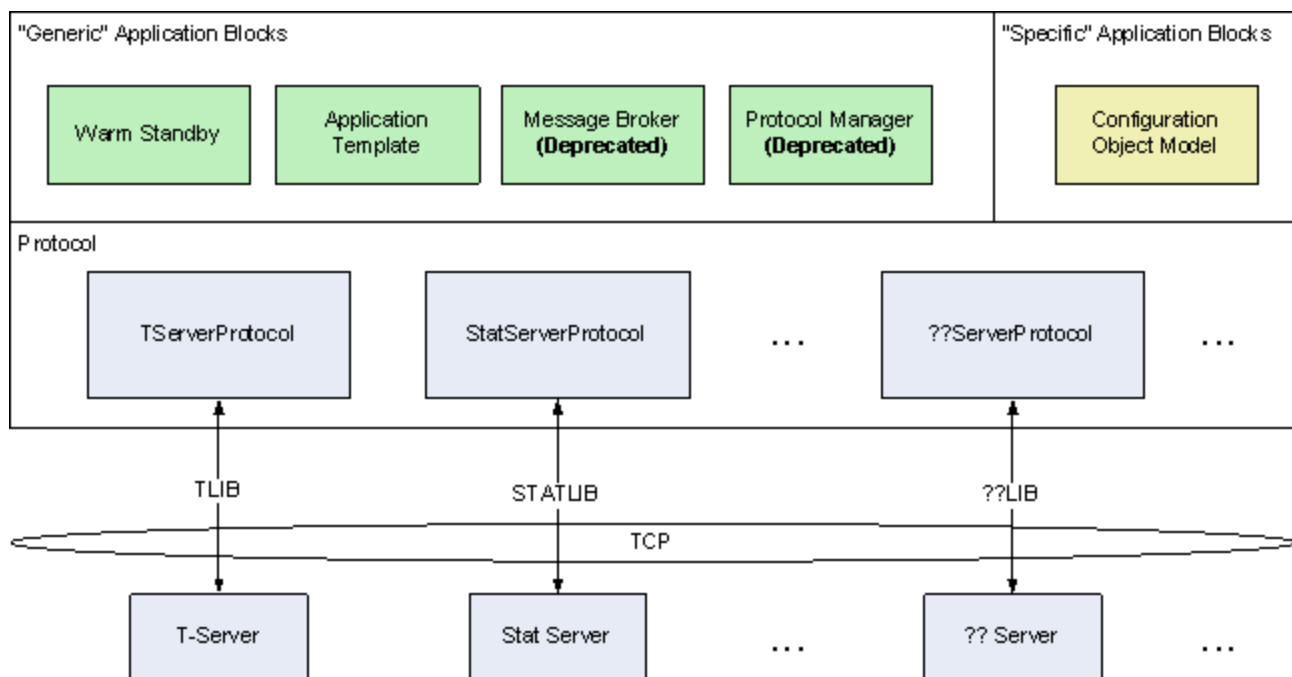 "Generic" Application Blocks
"Specific" Application Blocks
Warm Standby
Application
Template
Message Broker
(Deprecated)
Protocol Manager
(Deprecated)
Configuration
Object Model
Protocol
TServerProtocol
StatServerProtocol
...
??ServerProtocol
...
TLIB
STATLIB
??LIB
TCP
T-Server
Stat Server
...
?? Server
...